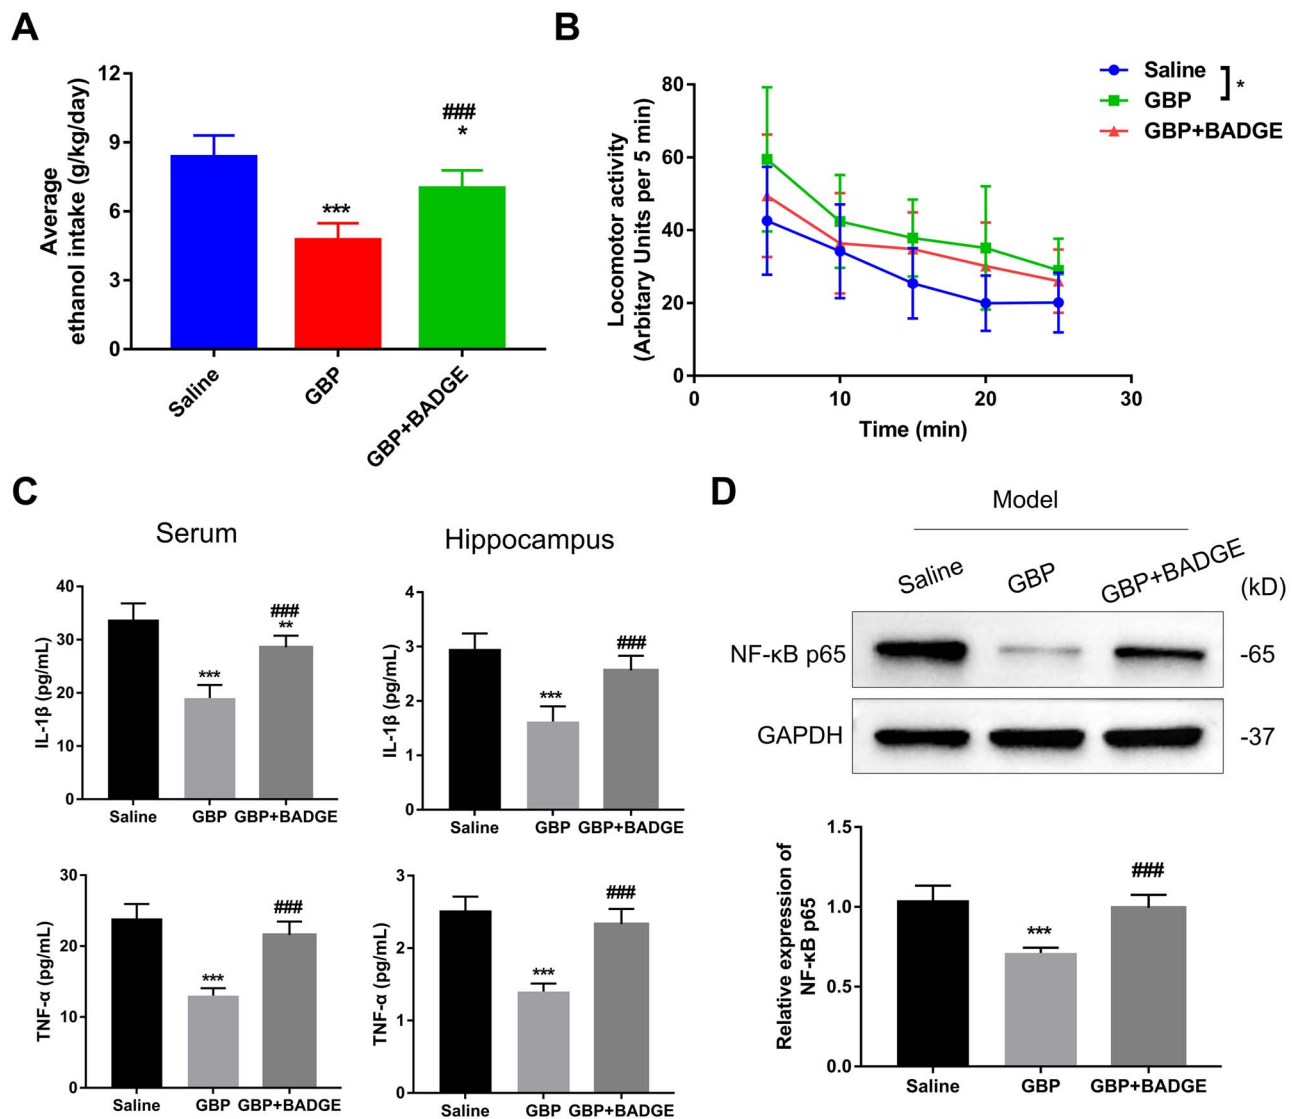 A
Average
ethanol intake (g/kg/day)
12
9
6
3
0
***
###
*
Saline
GBP
GBP+BADGE
B
Locomotor activity
(Arbitary Units per 5 min)
80
60
40
20
0
0
10
20
30
Time (min)
Saline
GBP
GBP+BADGE
*
C
Serum
IL-1β (pg/mL)
40
30
20
10
0
***
###
**
Saline
GBP
GBP+BADGE
Hippocampus
IL-1β (pg/mL)
4
3
2
1
0
***
###
Saline
GBP
GBP+BADGE
TNF-α (pg/mL)
30
20
10
0
***
###
Saline
GBP
GBP+BADGE
TNF-α (pg/mL)
3
2
1
0
***
###
Saline
GBP
GBP+BADGE
D
Model
Saline
GBP
GBP+BADGE
(kD)
NF-κB p65
-65
GAPDH
-37
Relative expression of
NF-κB p65
1.5
1.0
0.5
0.0
***
###
Saline
GBP
GBP+BADGE